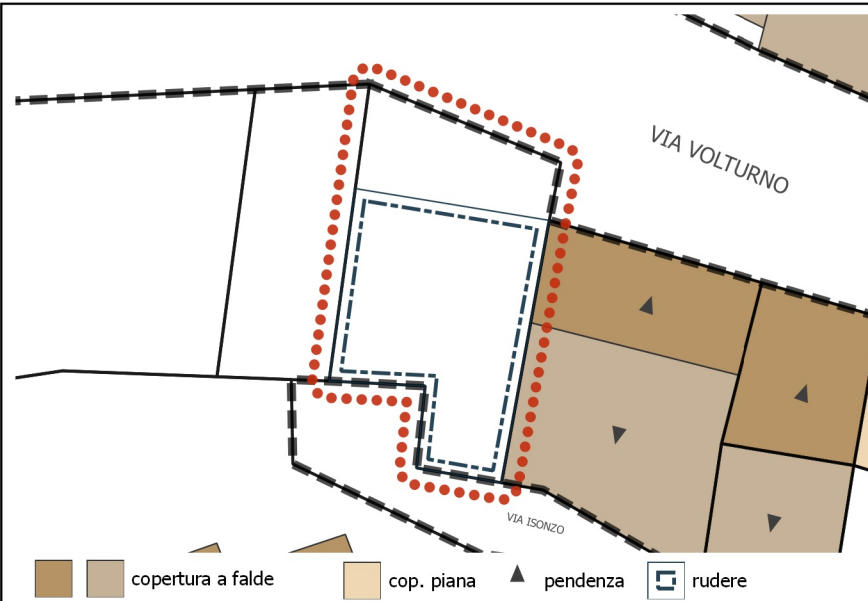 VIA VOLTURNO
VIA ISONZO
copertura a falde
cop. piana
pendenza
rudere